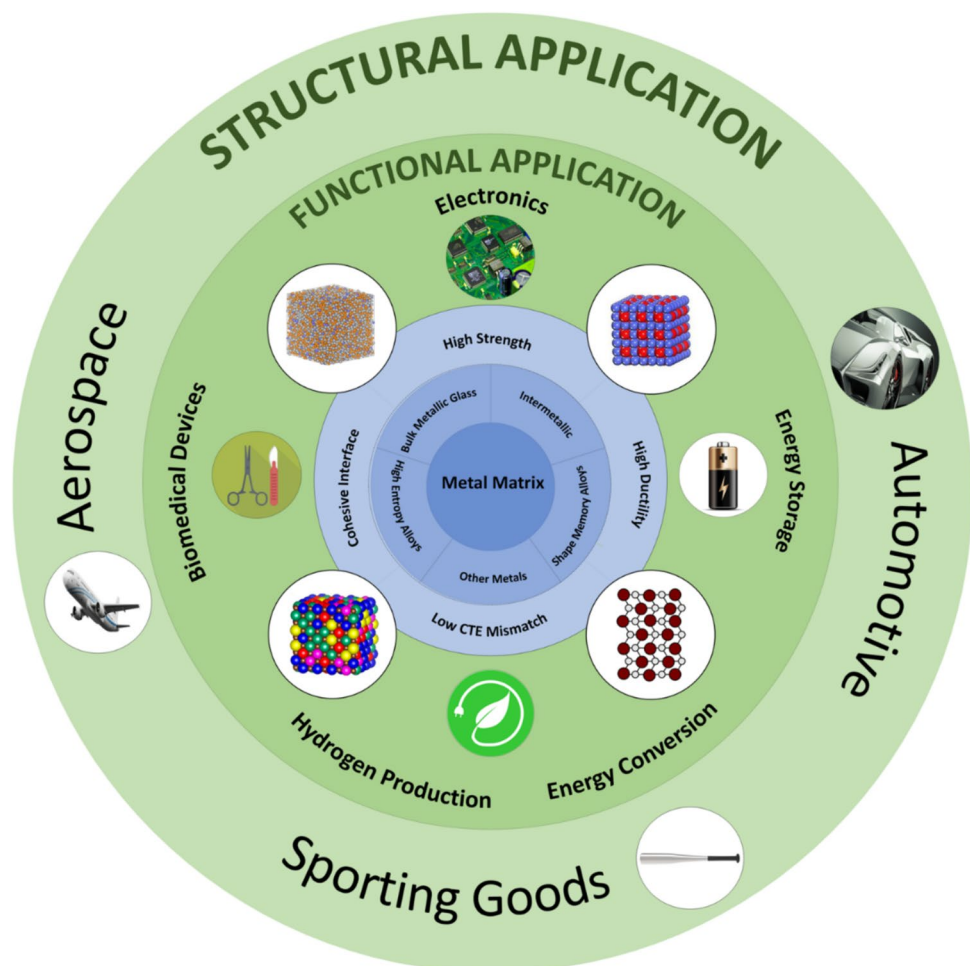 STRUCTURAL APPLICATION
FUNCTIONAL APPLICATION
Electronics
Aerospace
Automotive
Sporting Goods
Biomedical Devices
Energy Storage
Hydrogen Production
Energy Conversion
High Strength
Cohesive Interface
High Ductility
Low CTE Mismatch
Bulk Metallic Glass
Intermetallic
High Entropy Alloys
Shape Memory Alloys
Other Metals
Metal Matrix